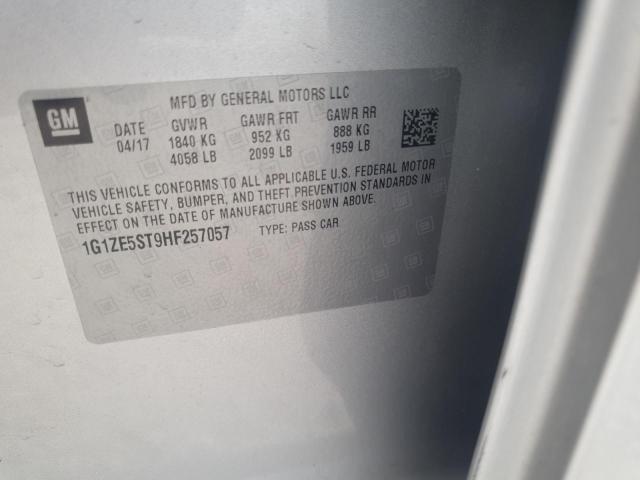 GM
MFD BY GENERAL MOTORS LLC
DATE GVWR GAWR FRT GAWR RR
04/17 1840 KG 952 KG 888 KG
4058 LB 2099 LB 1959 LB
THIS VEHICLE CONFORMS TO ALL APPLICABLE U.S. FEDERAL MOTOR
VEHICLE SAFETY, BUMPER, AND THEFT PREVENTION STANDARDS IN
EFFECT ON THE DATE OF MANUFACTURE SHOWN ABOVE.
1G1ZE5ST9HF257057 TYPE: PASS CAR